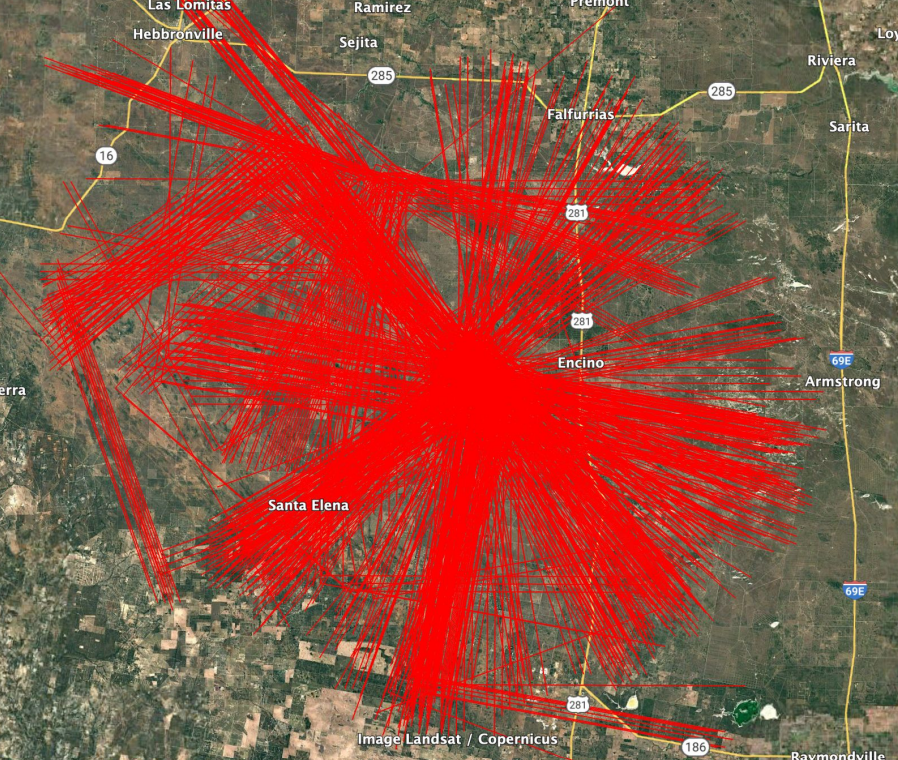 Las Lomitas
Ramirez
Premont
Hebbronville
Sejita
Riviera
285
285
Falfurrias
Sarita
16
281
281
Encino
69E
Armstrong
Santa Elena
69E
281
186
Image Landsat / Copernicus
Raymondville